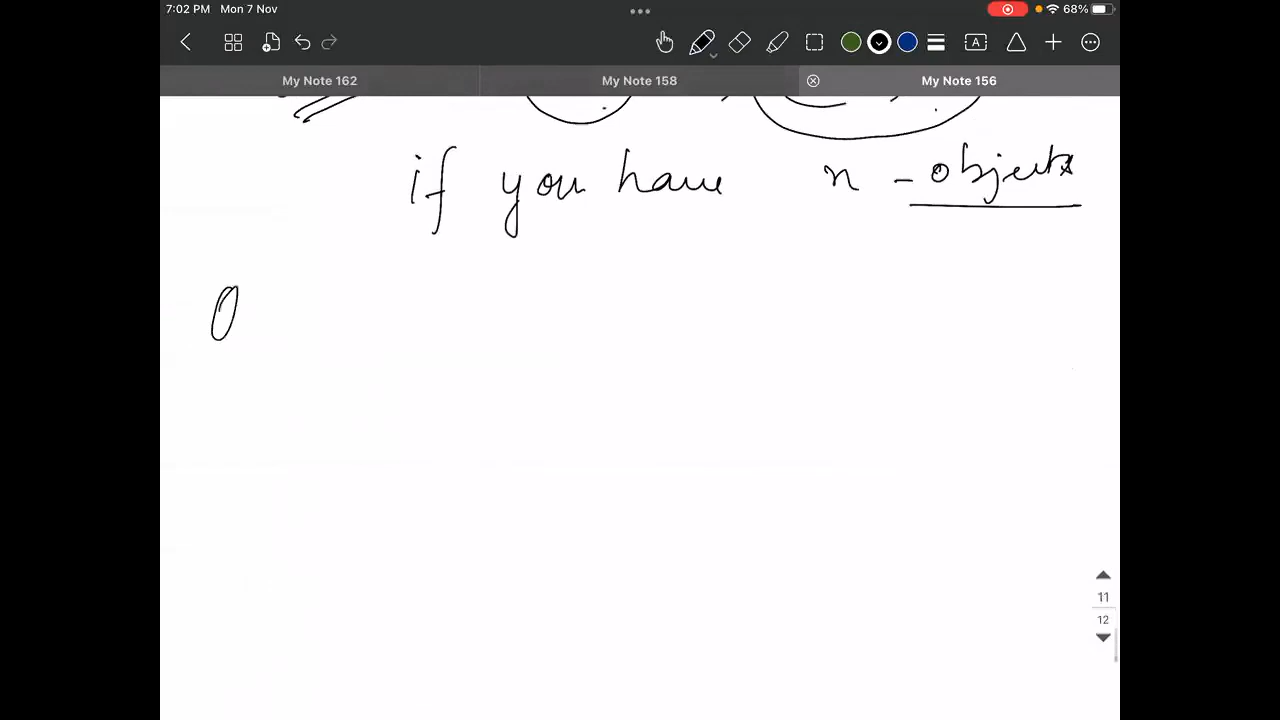 7:02 PM Mon 7 Nov 68%
A
My Note 162 My Note 158 My Note 156
if you have n - objects
0
11
12